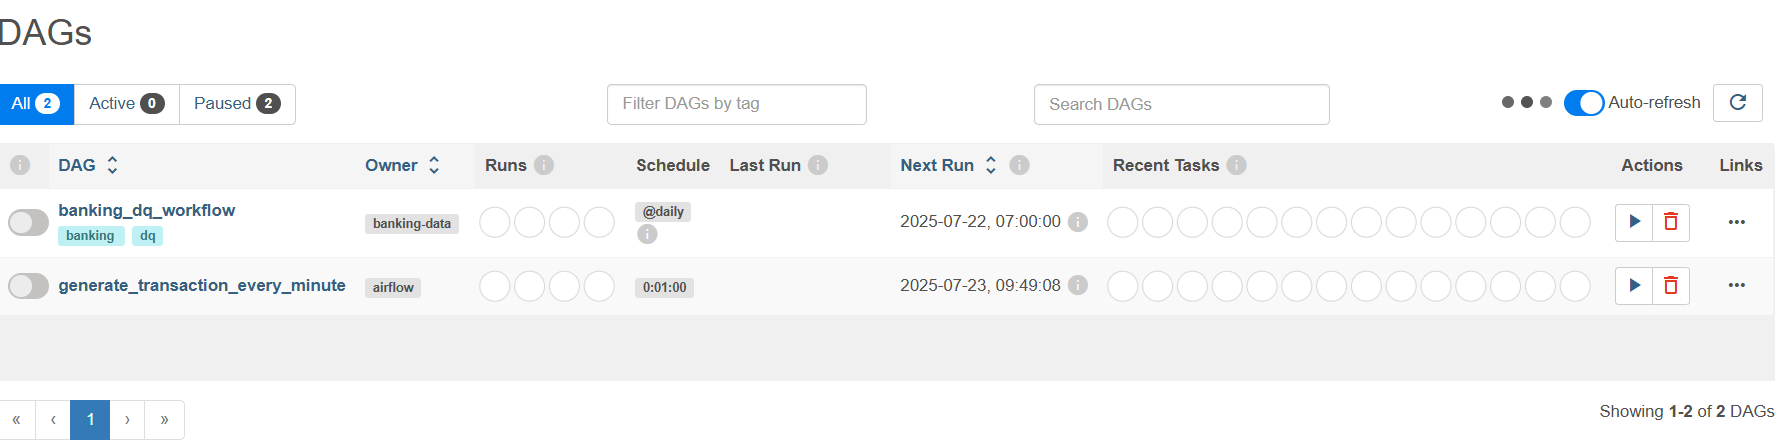 DAGs
All 2 Active 0 Paused 2 Filter DAGs by tag Search DAGs Auto-refresh
DAG Owner Runs Schedule Last Run Next Run Recent Tasks Actions Links
banking_dq_workflow
banking dq
banking-data
@daily
2025-07-22, 07:00:00
generate_transaction_every_minute airflow 0:01:00 2025-07-23, 09:49:08
« ‹ 1 › »
Showing 1-2 of 2 DAGs